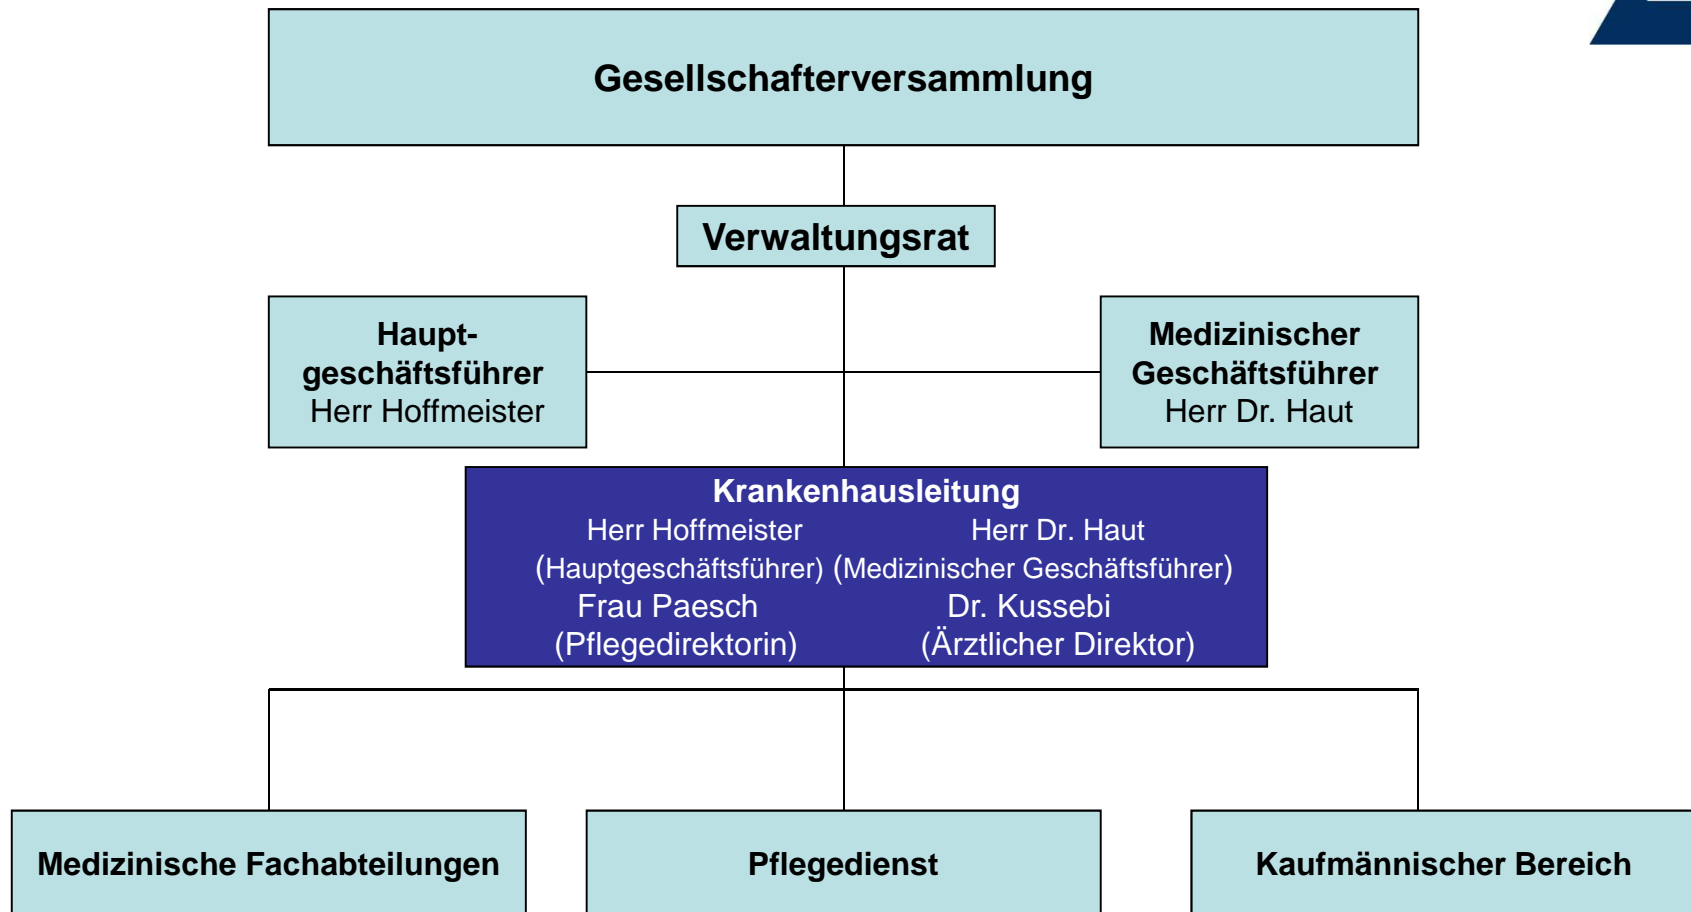 Gesellschafterversammlung
Verwaltungsrat
Haupt-
geschäftsführer
Herr Hoffmeister
Medizinischer
Geschäftsführer
Herr Dr. Haut
Krankenhausleitung
Herr Hoffmeister Herr Dr. Haut
(Hauptgeschäftsführer) (Medizinischer Geschäftsführer)
Frau Paesch Dr. Kussebi
(Pflegedirektorin) (Ärztlicher Direktor)
Medizinische Fachabteilungen
Pflegedienst
Kaufmännischer Bereich